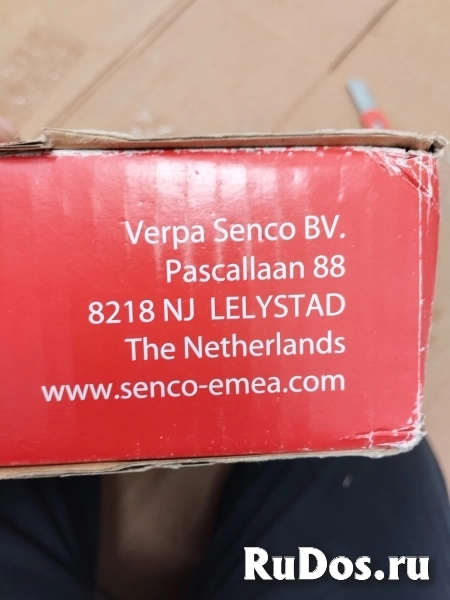 Verpa Senco BV.
Pascallaan 88
8218 NJ LELYSTAD
The Netherlands
www.senco-emea.com
RuDos.ru